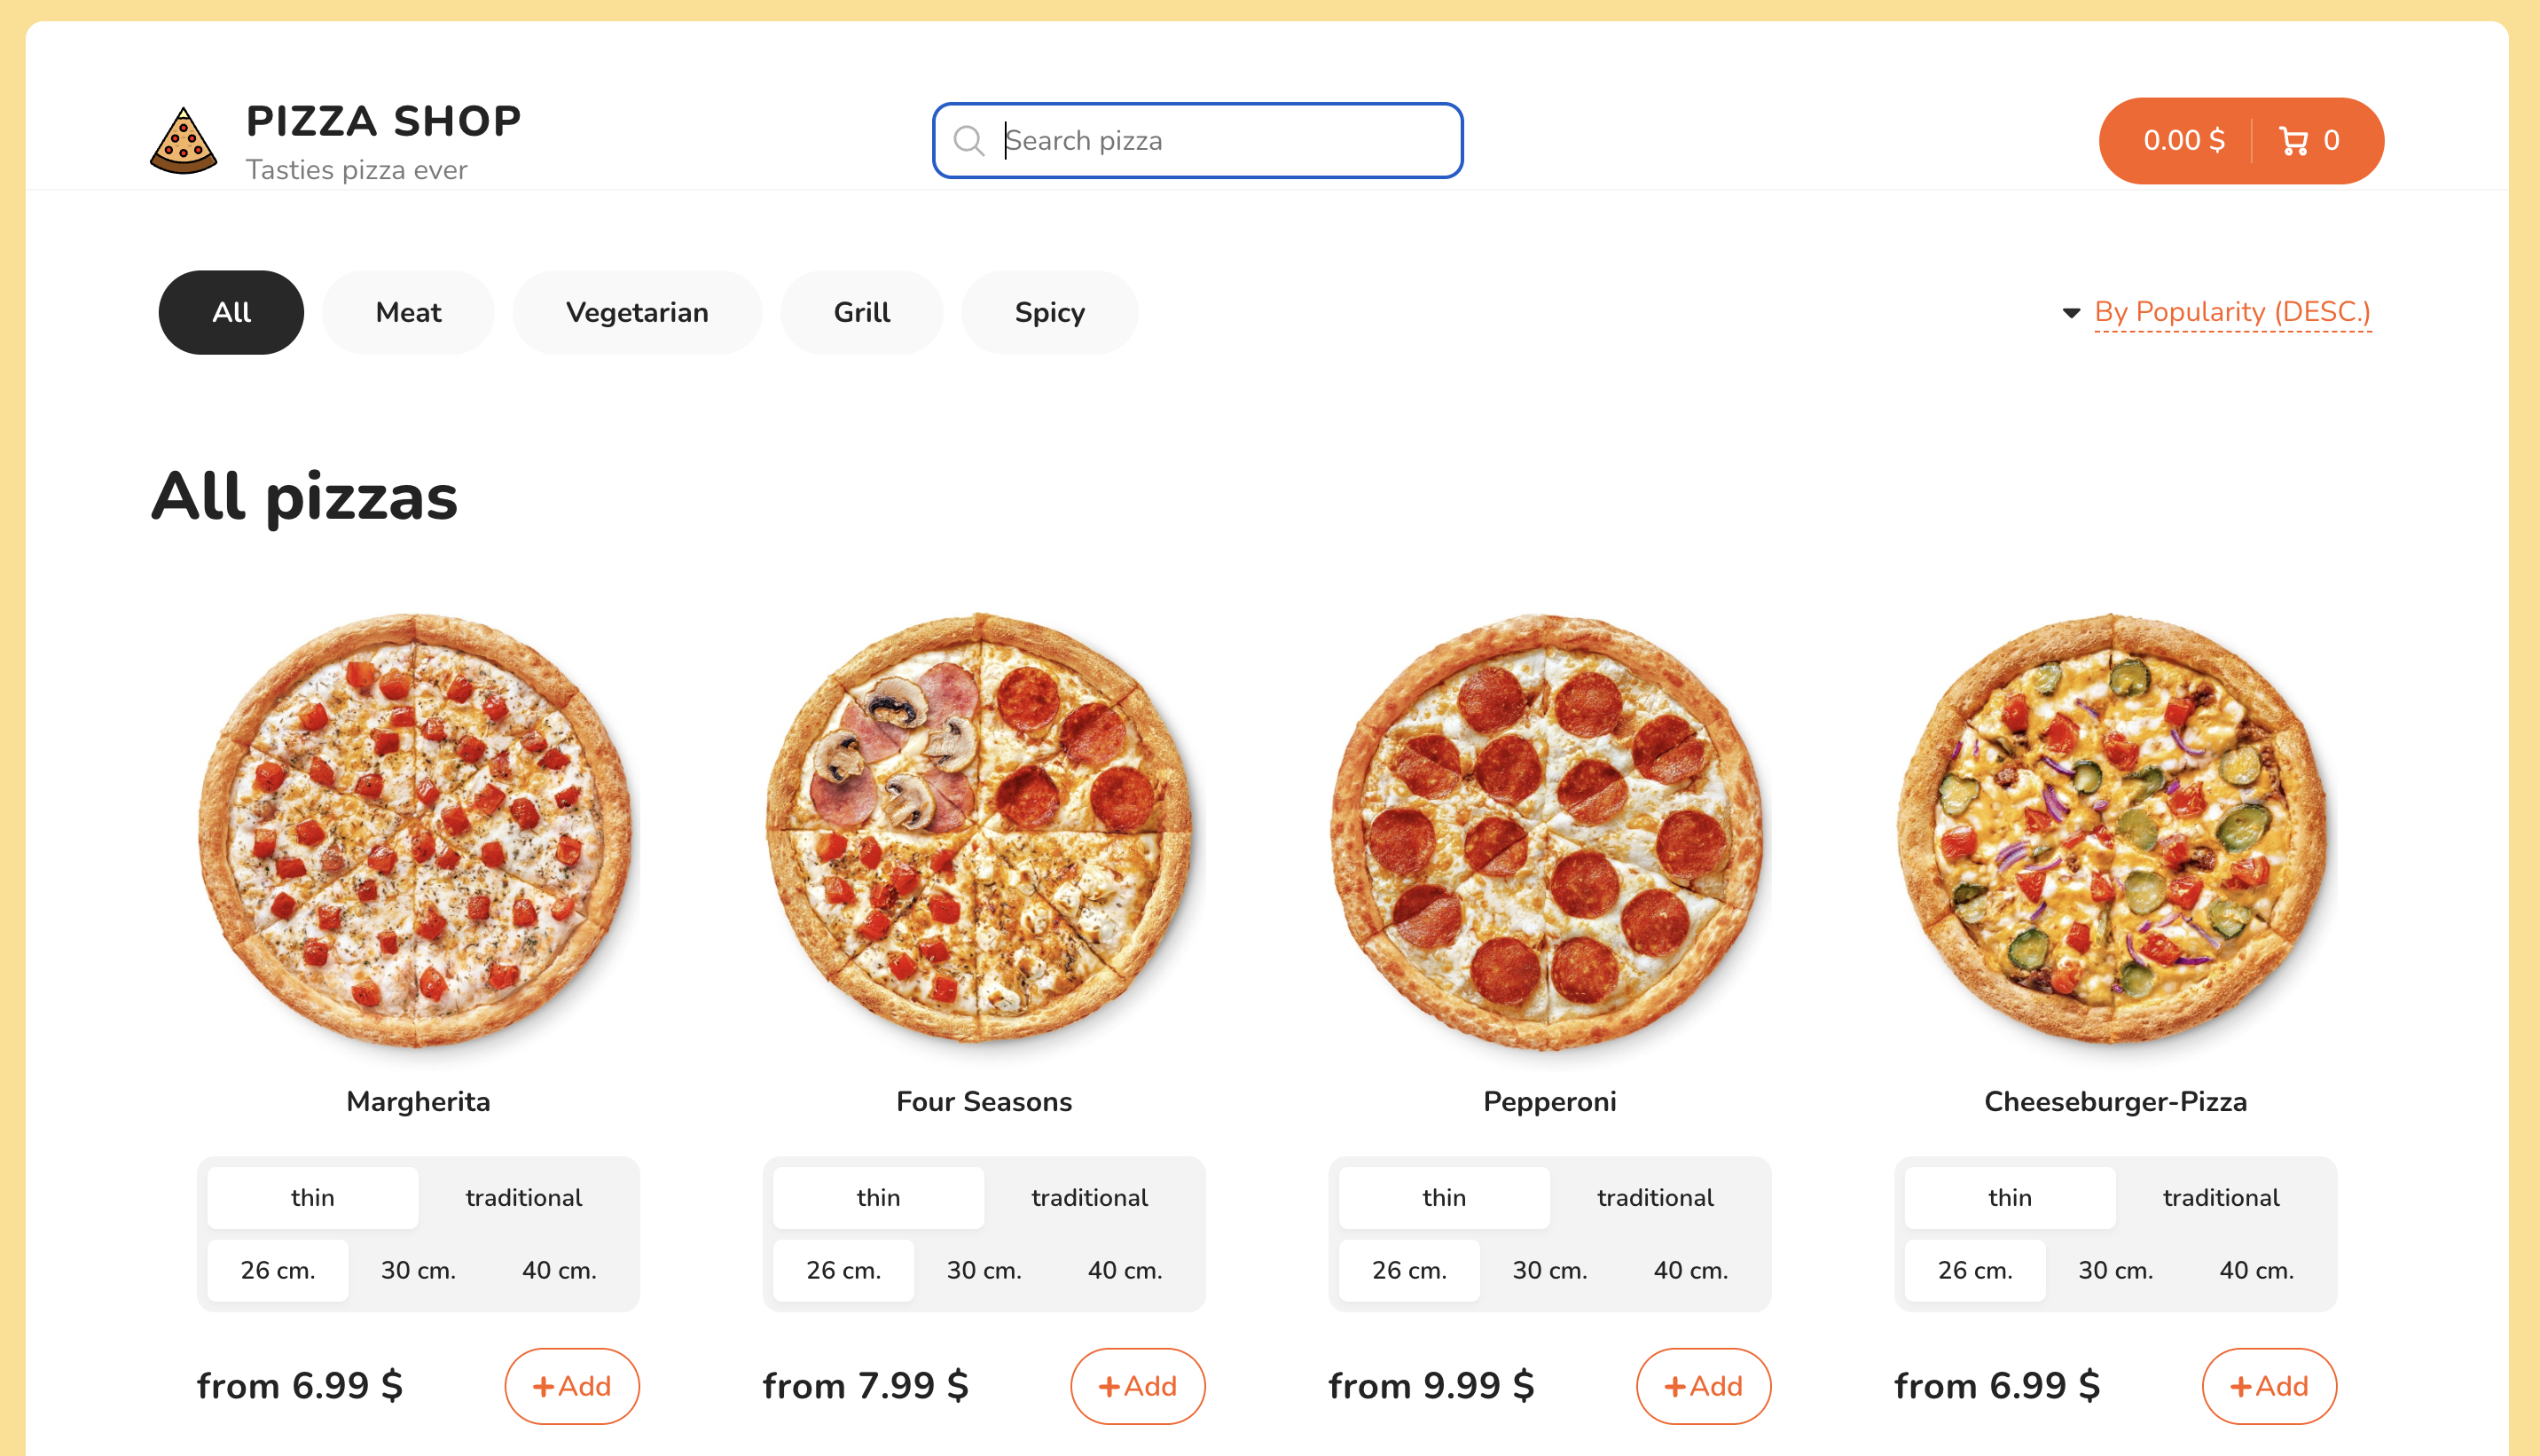 PIZZA SHOP
Tasties pizza ever
Search pizza
0.00 $ 0
All Meat Vegetarian Grill Spicy
By Popularity (DESC.)
All pizzas
Margherita
thin traditional
26 cm. 30 cm. 40 cm.
from 6.99 $ +Add
Four Seasons
thin traditional
26 cm. 30 cm. 40 cm.
from 7.99 $ +Add
Pepperoni
thin traditional
26 cm. 30 cm. 40 cm.
from 9.99 $ +Add
Cheeseburger-Pizza
thin traditional
26 cm. 30 cm. 40 cm.
from 6.99 $ +Add